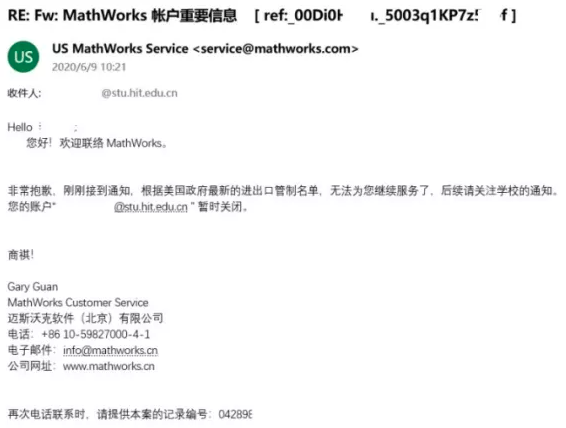 RE: Fw: MathWorks 帐户重要信息 [ ref:_00Di0 _5003q1KP7z f ]
US
US MathWorks Service <service@mathworks.com>
2020/6/9 10:21
收件人: @stu.hit.edu.cn
Hello
您好！欢迎联络 MathWorks。
非常抱歉，刚刚接到通知，根据美国政府最新的进出口管制名单，无法为您继续服务了，后续请关注学校的通知。
您的账户“ @stu.hit.edu.cn ” 暂时关闭。
商祺！
Gary Guan
MathWorks Customer Service
迈斯沃克软件（北京）有限公司
电话：+86 10-59827000-4-1
电子邮件：info@mathworks.cn
公司网址：www.mathworks.cn
再次电话联系时，请提供本案的记录编号：04289